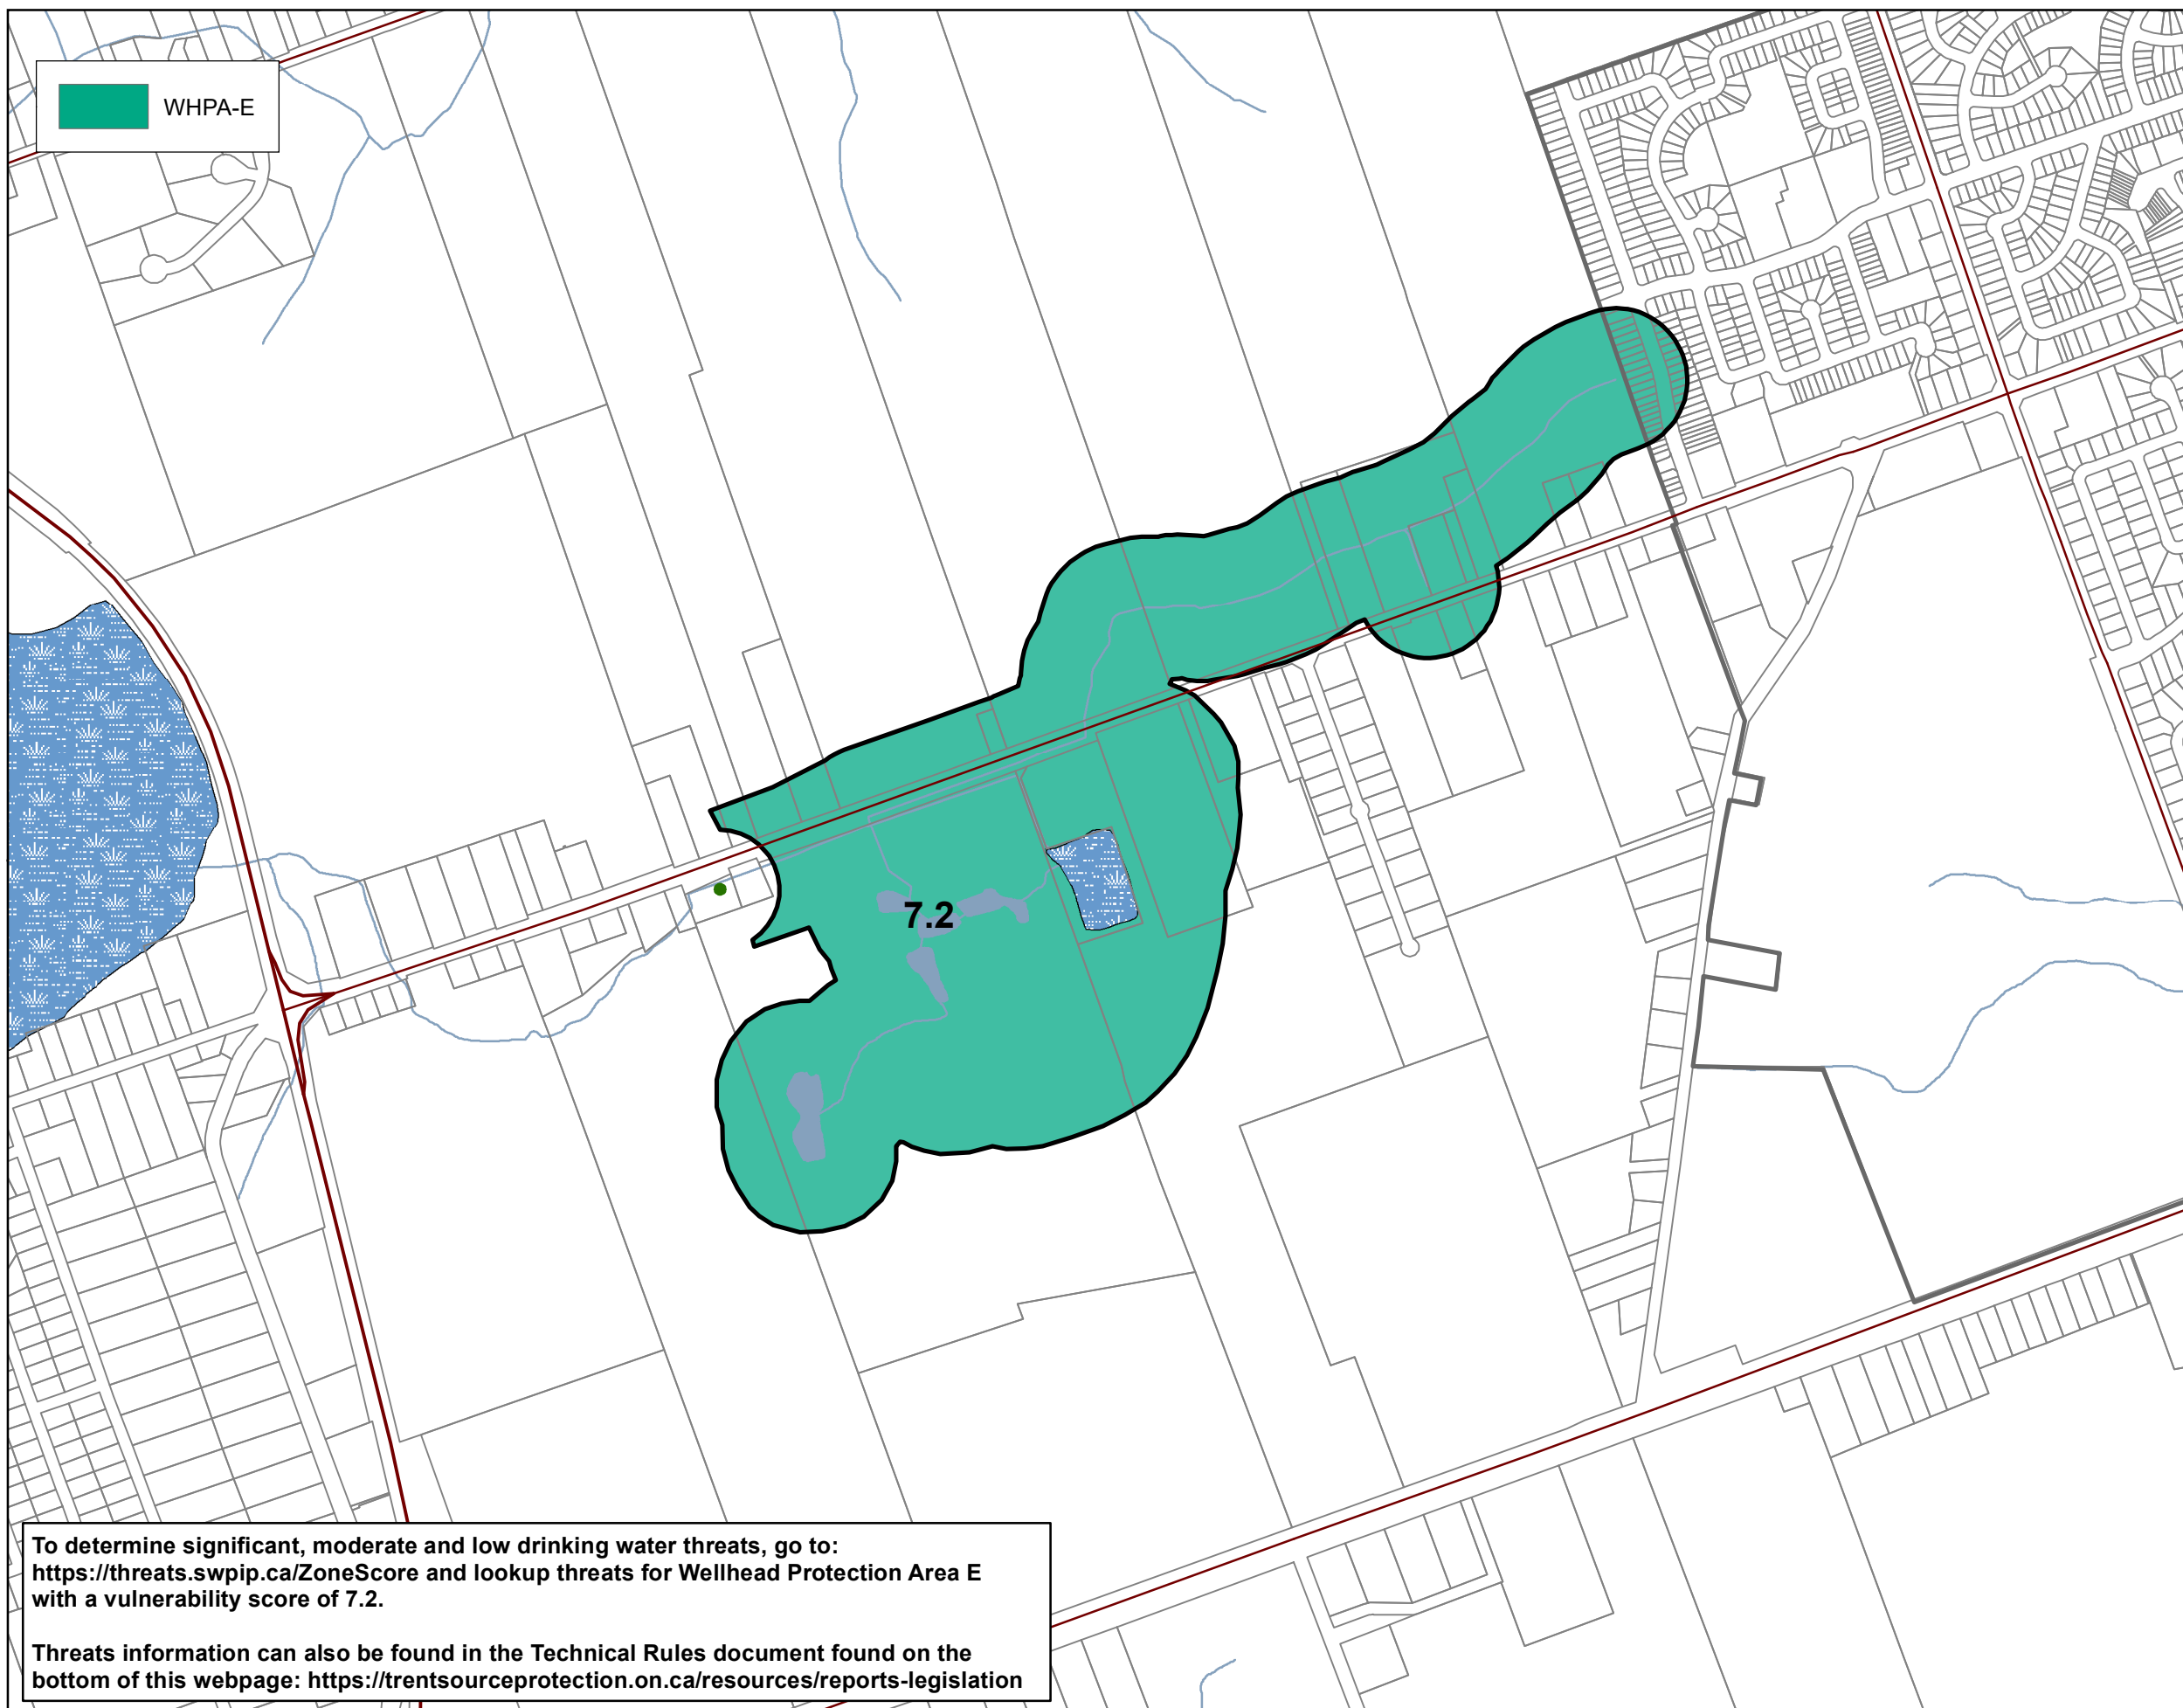 WHPA-E
7.2
To determine significant, moderate and low drinking water threats, go to:
https://threats.swpip.ca/ZoneScore and lookup threats for Wellhead Protection Area E
with a vulnerability score of 7.2.
Threats information can also be found in the Technical Rules document found on the
bottom of this webpage: https://trentsourceprotection.on.ca/resources/reports-legislation